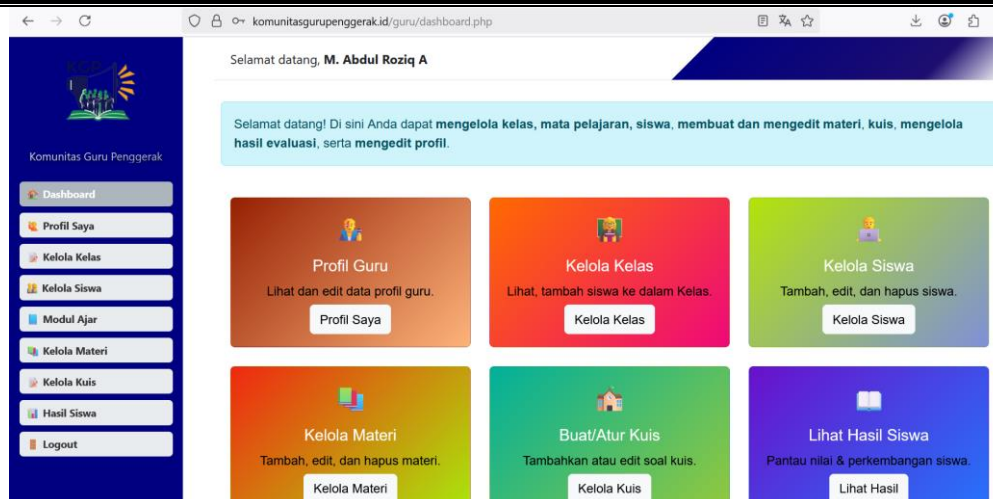 komunitasgurupenggerak.id/guru/dashboard.php
KGP
Komunitas Guru Penggerak
Dashboard
Profil Saya
Kelola Kelas
Kelola Siswa
Modul Ajar
Kelola Materi
Kelola Kuis
Hasil Siswa
Logout
Selamat datang, M. Abdul Roziq A
Selamat datang! Di sini Anda dapat mengelola kelas, mata pelajaran, siswa, membuat dan mengedit materi, kuis, mengelola
hasil evaluasi, serta mengedit profil.
Profil Guru
Lihat dan edit data profil guru.
Profil Saya
Kelola Kelas
Lihat, tambah siswa ke dalam Kelas.
Kelola Kelas
Kelola Siswa
Tambah, edit, dan hapus siswa.
Kelola Siswa
Kelola Materi
Tambah, edit, dan hapus materi.
Kelola Materi
Buat/Atur Kuis
Tambahkan atau edit soal kuis.
Kelola Kuis
Lihat Hasil Siswa
Pantau nilai & perkembangan siswa.
Lihat Hasil